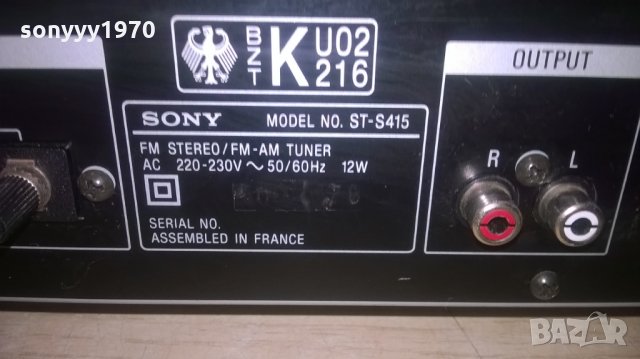 sonyyy1970
BZT K U02 216
OUTPUT
SONY MODEL NO. ST-S415
FM STEREO/FM-AM TUNER
AC 220-230V ~ 50/60Hz 12W
R L
SERIAL NO.
ASSEMBLED IN FRANCE
BAZAR